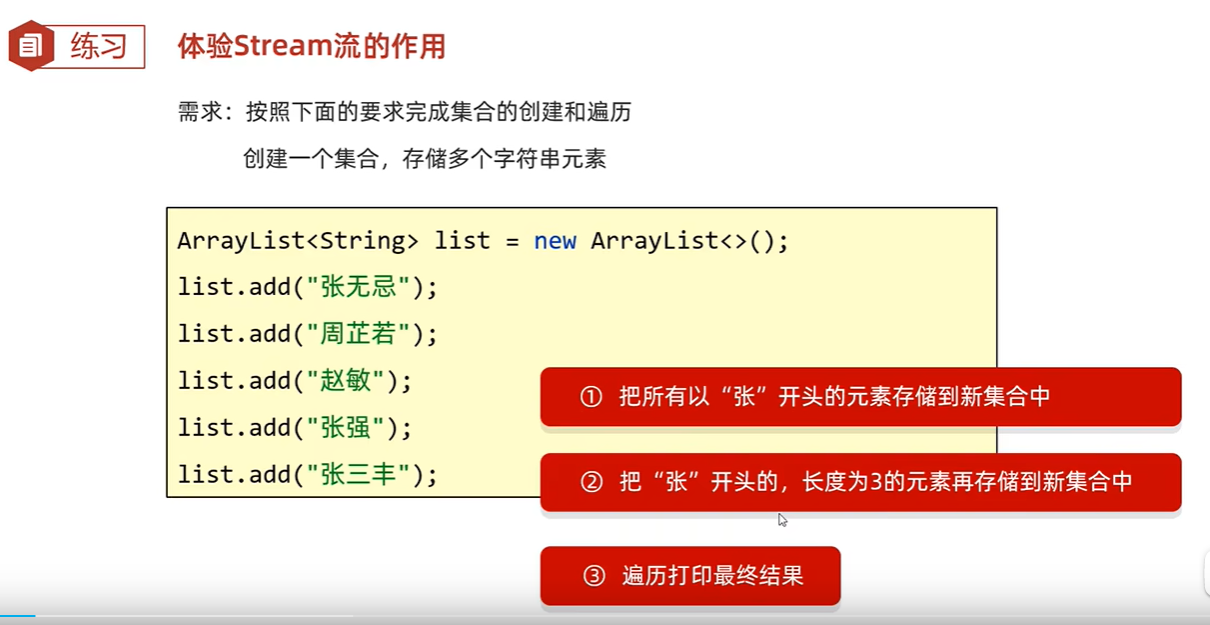 练习
体验Stream流的作用
需求：按照下面的要求完成集合的创建和遍历
创建一个集合，存储多个字符串元素
ArrayList<String> list = new ArrayList<>();
list.add("张无忌");
list.add("周芷若");
list.add("赵敏");
list.add("张强");
list.add("张三丰");
① 把所有以“张”开头的元素存储到新集合中
② 把“张”开头的，长度为3的元素再存储到新集合中
③ 遍历打印最终结果